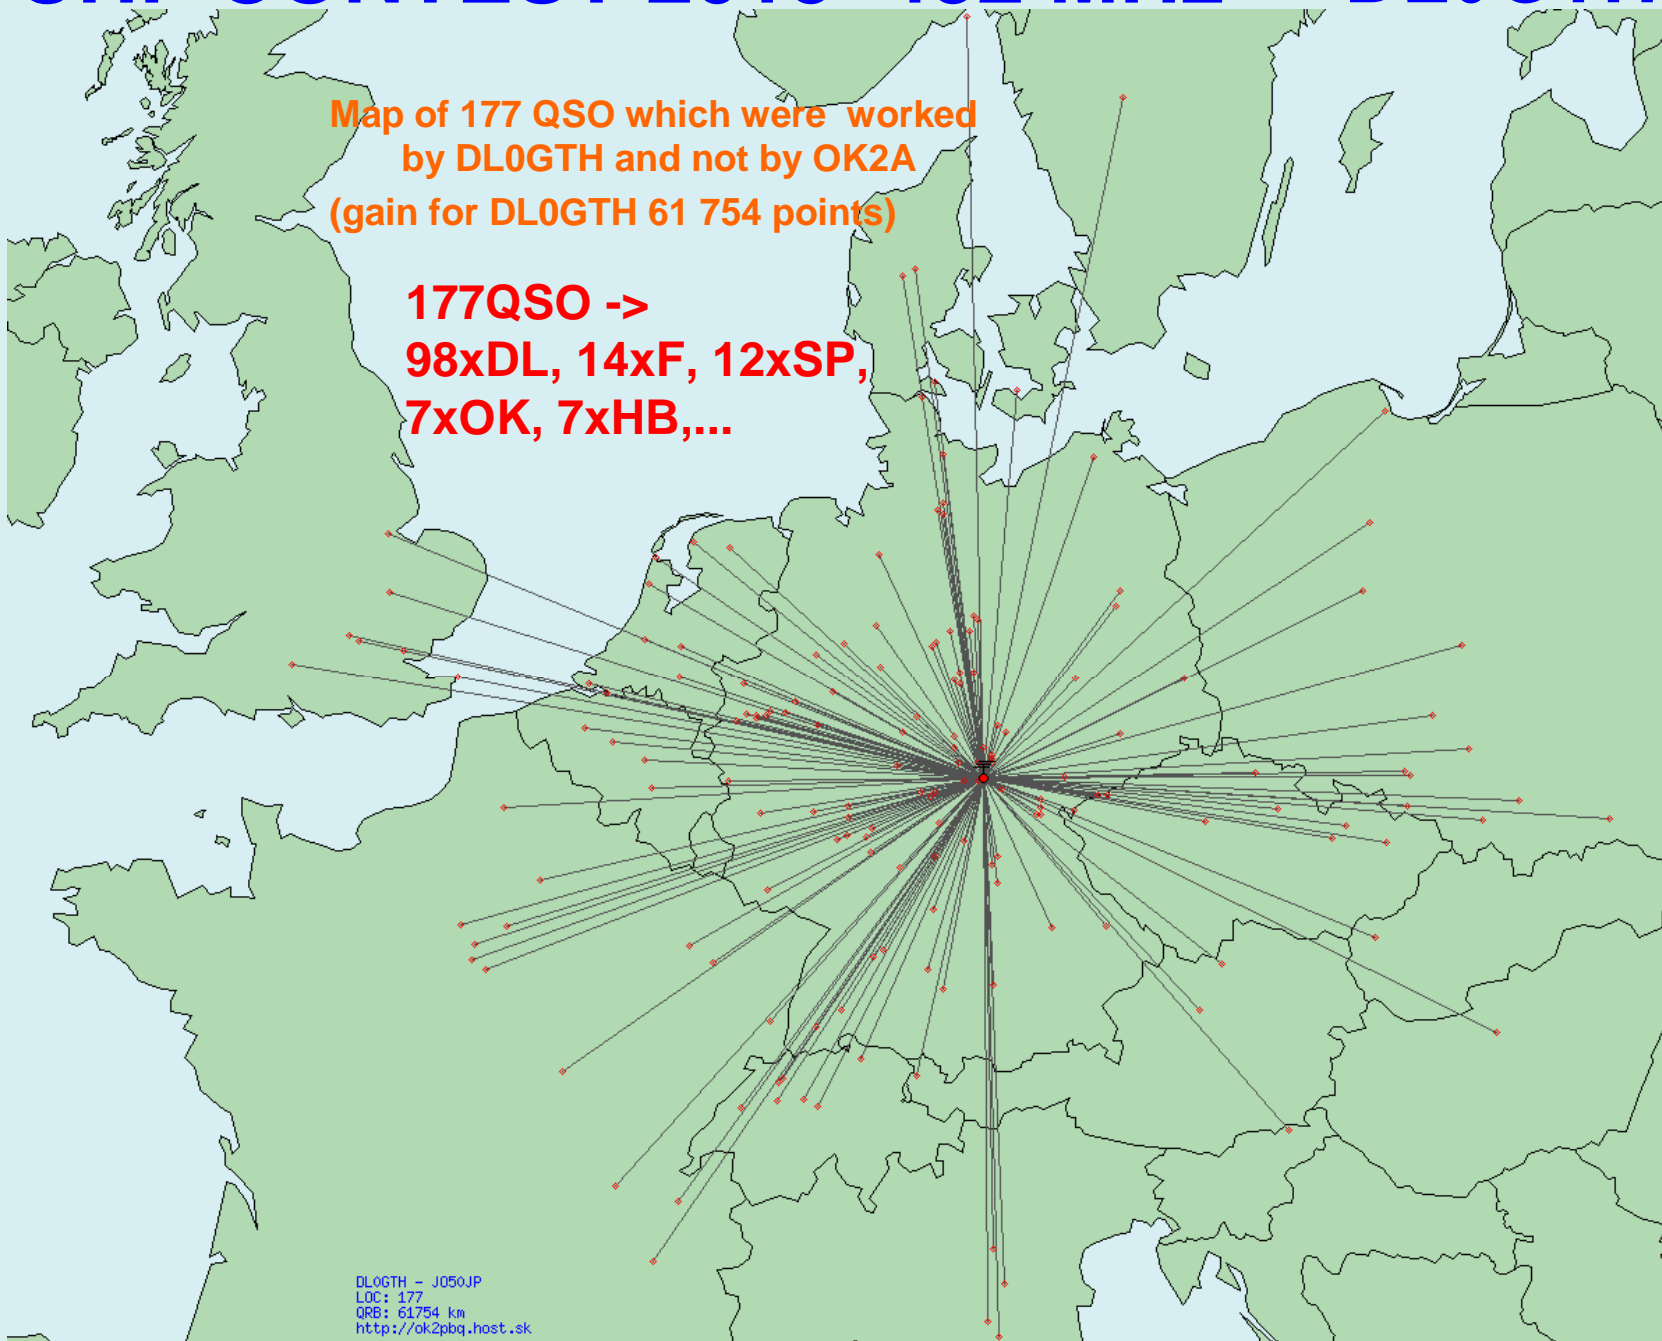 Map of 177 QSO which were worked
by DL0GTH and not by OK2A
(gain for DL0GTH 61 754 points)
177QSO ->
98xDL, 14xF, 12xSP,
7xOK, 7xHB,...
DL0GTH - JO50JP
LOC: 177
QRB: 61754 km
http://ok2pbq.host.sk